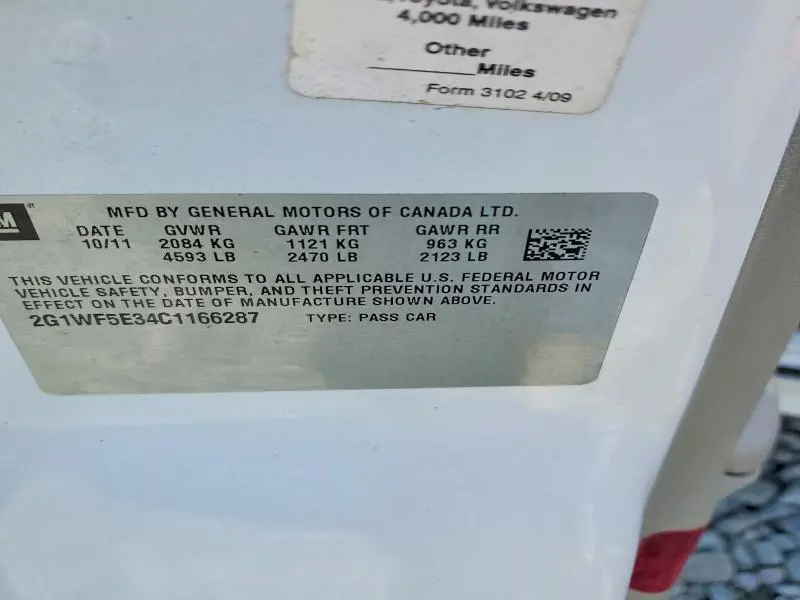 Toyota, Volkswagen
4,000 Miles
Other
________Miles
Form 3102 4/09
M®
MFD BY GENERAL MOTORS OF CANADA LTD.
DATE GVWR GAWR FRT GAWR RR
10/11 2084 KG 1121 KG 963 KG
4593 LB 2470 LB 2123 LB
THIS VEHICLE CONFORMS TO ALL APPLICABLE U.S. FEDERAL MOTOR
VEHICLE SAFETY, BUMPER, AND THEFT PREVENTION STANDARDS IN
EFFECT ON THE DATE OF MANUFACTURE SHOWN ABOVE.
2G1WF5E34C1166287 TYPE: PASS CAR